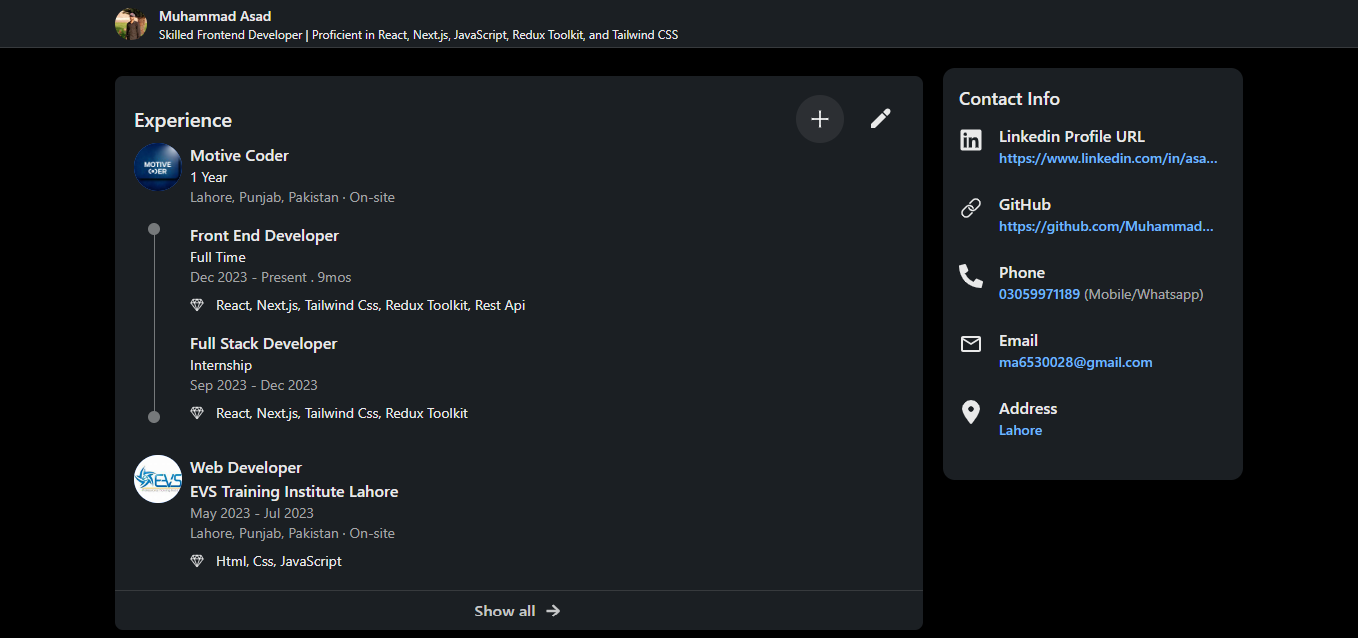 Muhammad Asad
Skilled Frontend Developer | Proficient in React, Next.js, JavaScript, Redux Toolkit, and Tailwind CSS
Experience
MOTIVE
Motive Coder
1 Year
Lahore, Punjab, Pakistan · On-site
Front End Developer
Full Time
Dec 2023 - Present . 9mos
React, Next.js, Tailwind Css, Redux Toolkit, Rest Api
Full Stack Developer
Internship
Sep 2023 - Dec 2023
React, Next.js, Tailwind Css, Redux Toolkit
EVS
Web Developer
EVS Training Institute Lahore
May 2023 - Jul 2023
Lahore, Punjab, Pakistan · On-site
Html, Css, JavaScript
Show all
Contact Info
in
Linkedin Profile URL
https://www.linkedin.com/in/asa...
GitHub
https://github.com/Muhammad...
Phone
03059971189 (Mobile/Whatsapp)
Email
ma6530028@gmail.com
Address
Lahore